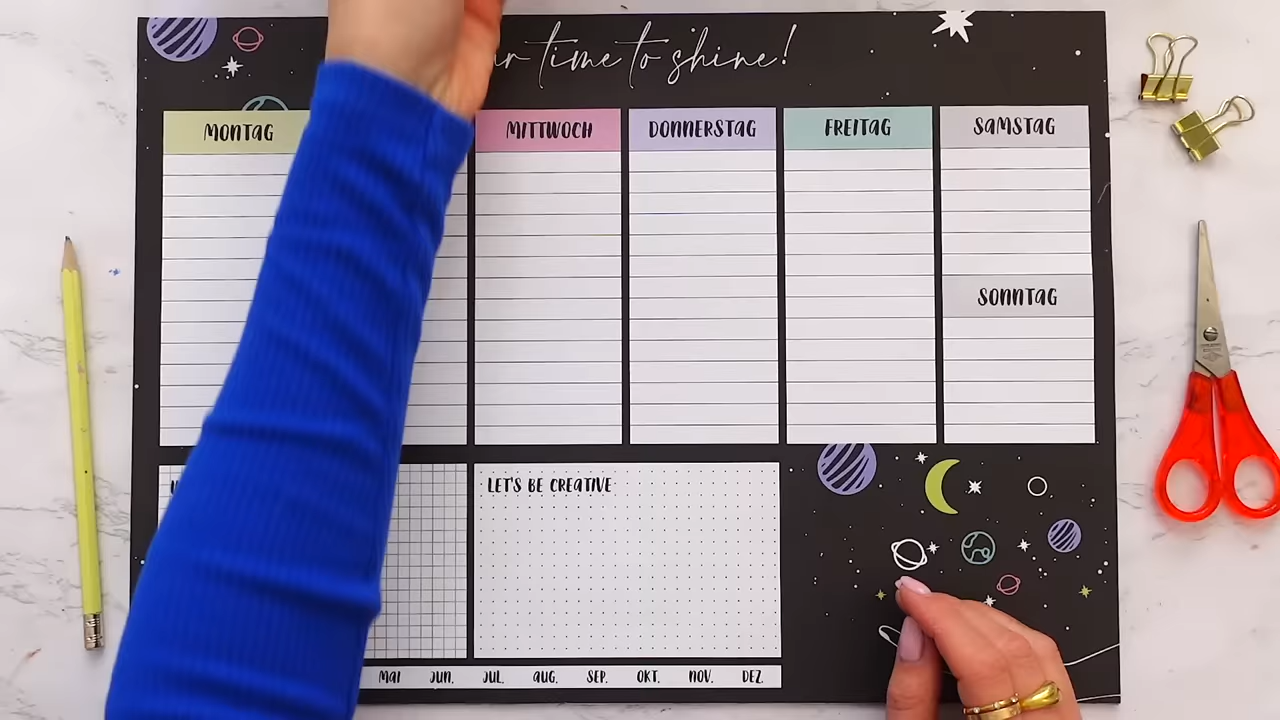 time to shine!
MONTAG
MITTWOCH
DONNERSTAG
FREITAG
SAMSTAG
SONNTAG
LET'S BE CREATIVE
MAI JUN. JUL. AUG. SEP. OKT. NOV. DEZ.